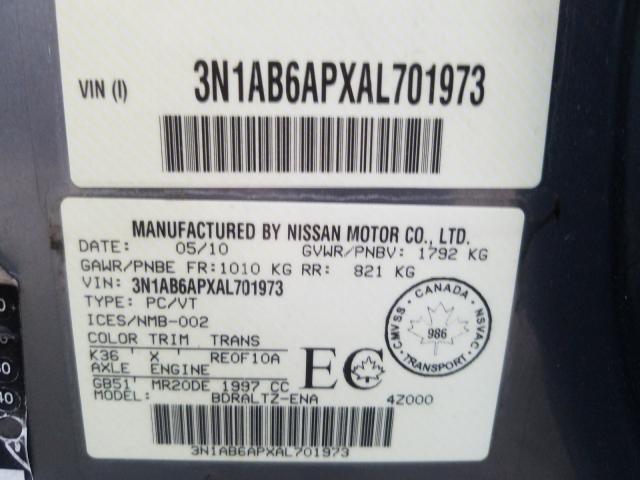 VIN (I) 3N1AB6APXAL701973
MANUFACTURED BY NISSAN MOTOR CO., LTD.
DATE: 05/10 GVWR/PNBV: 1792 KG
GAWR/PNBE FR:1010 KG RR: 821 KG
VIN: 3N1AB6APXAL701973
TYPE: PC/VT
ICES/NMB-002
COLOR TRIM TRANS
K36 X RE0F10A
AXLE ENGINE
GB51 MR20DE 1997 CC
MODEL: BDRALTZ-ENA 4Z000
EC
CANADA
CMVSS NSVAC
986
TRANSPORT
3N1AB6APXAL701973
40